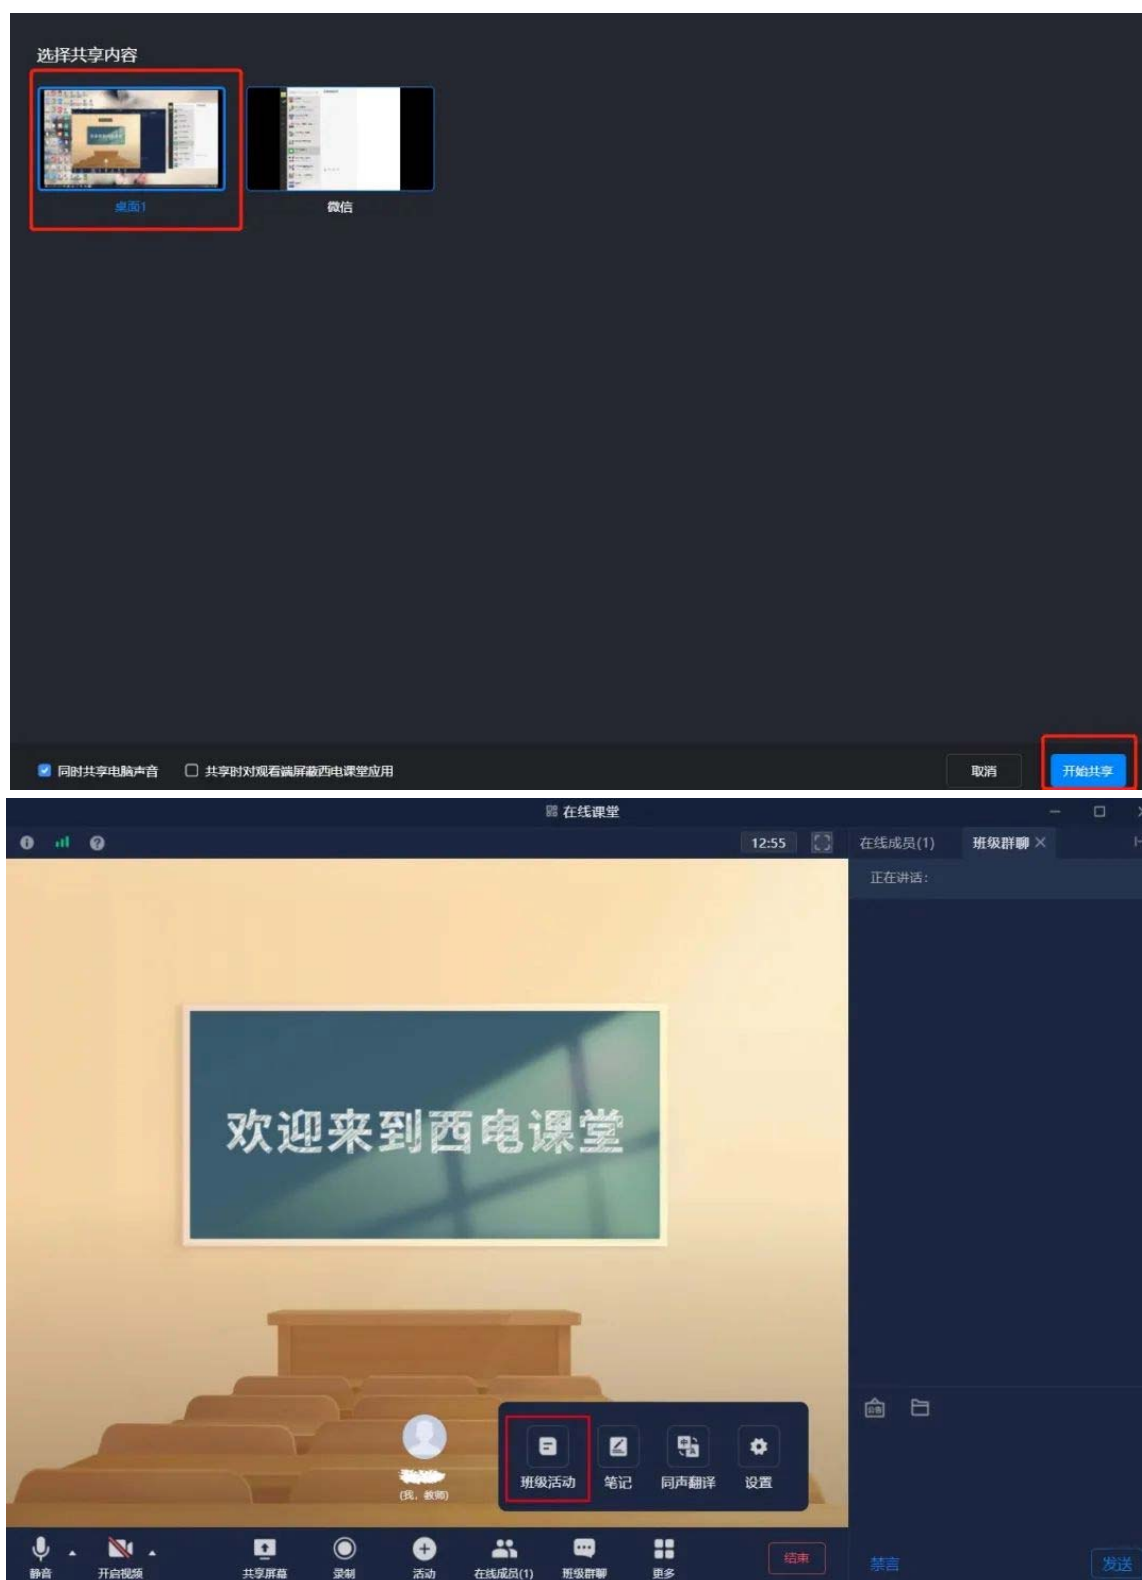 选择共享内容
桌面1
微信
同时共享电脑声音
共享时对观看端屏蔽西电课堂应用
取消
开始共享
在线课堂
12:55
在线成员(1)
班级群聊
正在讲话:
欢迎来到西电课堂
班级活动
笔记
同声翻译
设置
(我, 教师)
公告
静音
开启视频
共享屏幕
录制
活动
在线成员(1)
班级群聊
更多
结束
禁言
发送